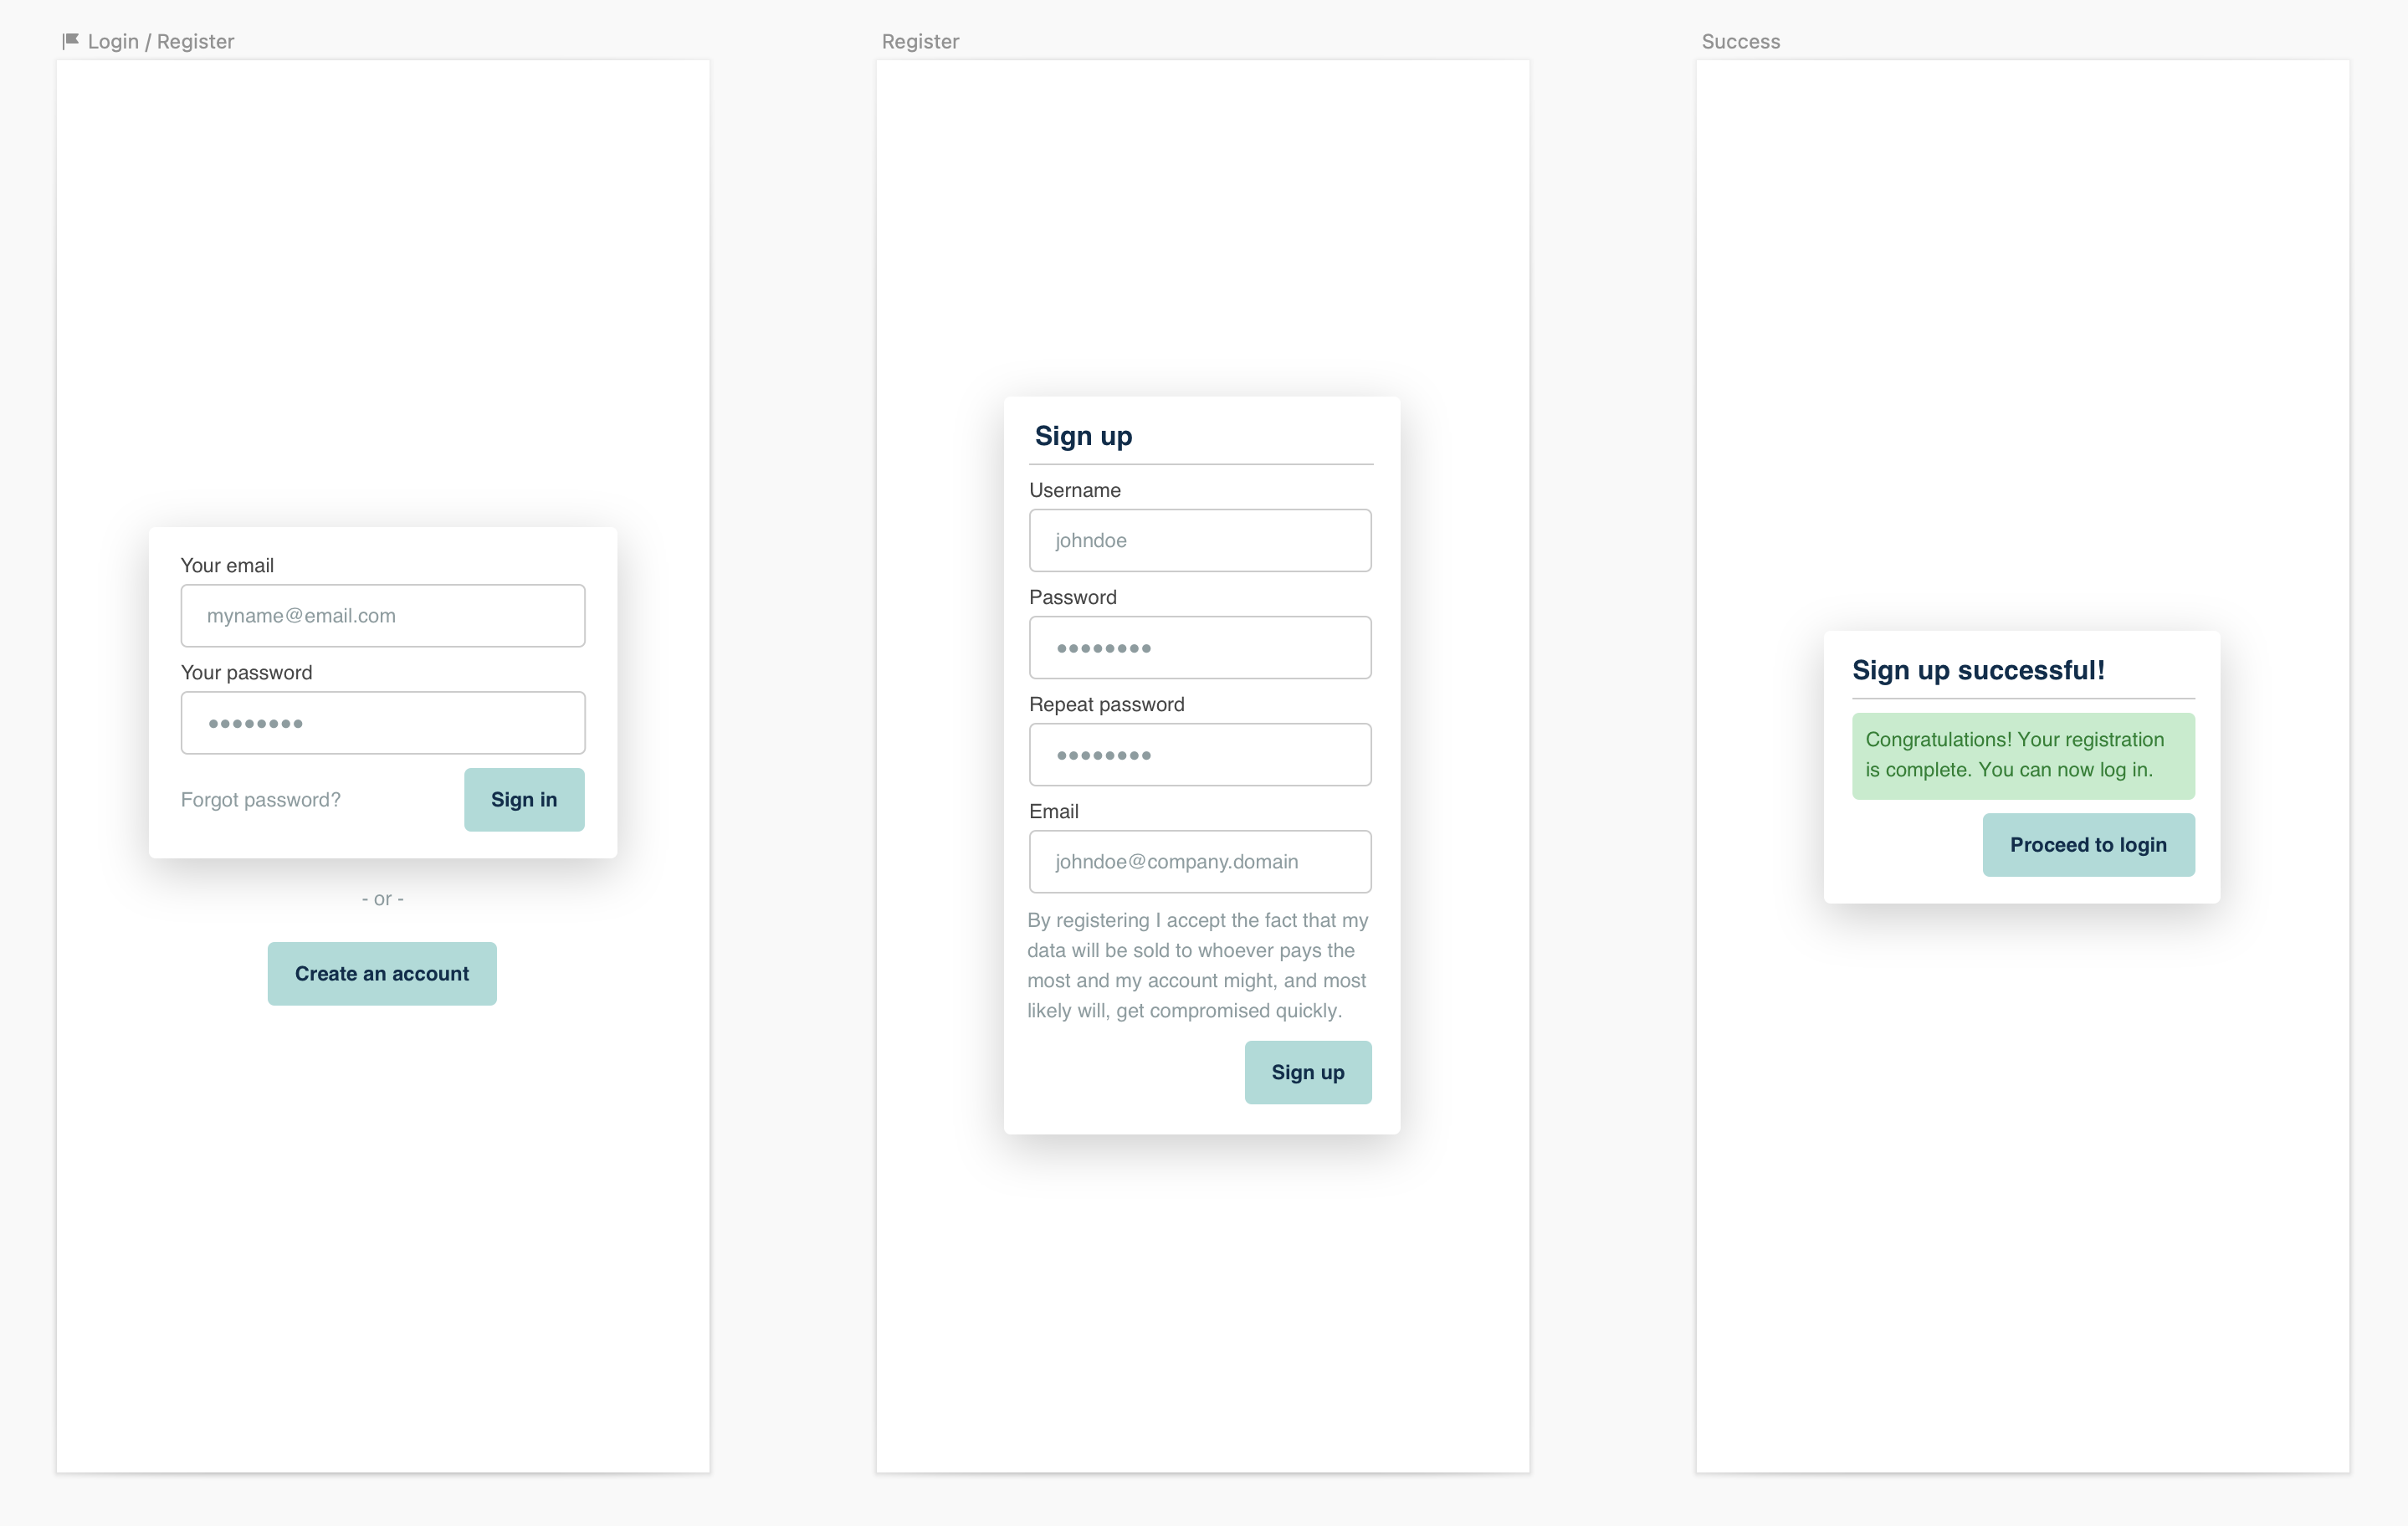 Login / Register
Your email
myname@email.com
Your password
••••••••
Forgot password?
Sign in
- or -
Create an account
Register
Sign up
Username
johndoe
Password
••••••••
Repeat password
••••••••
Email
johndoe@company.domain
By registering I accept the fact that my
data will be sold to whoever pays the
most and my account might, and most
likely will, get compromised quickly.
Sign up
Success
Sign up successful!
Congratulations! Your registration
is complete. You can now log in.
Proceed to login